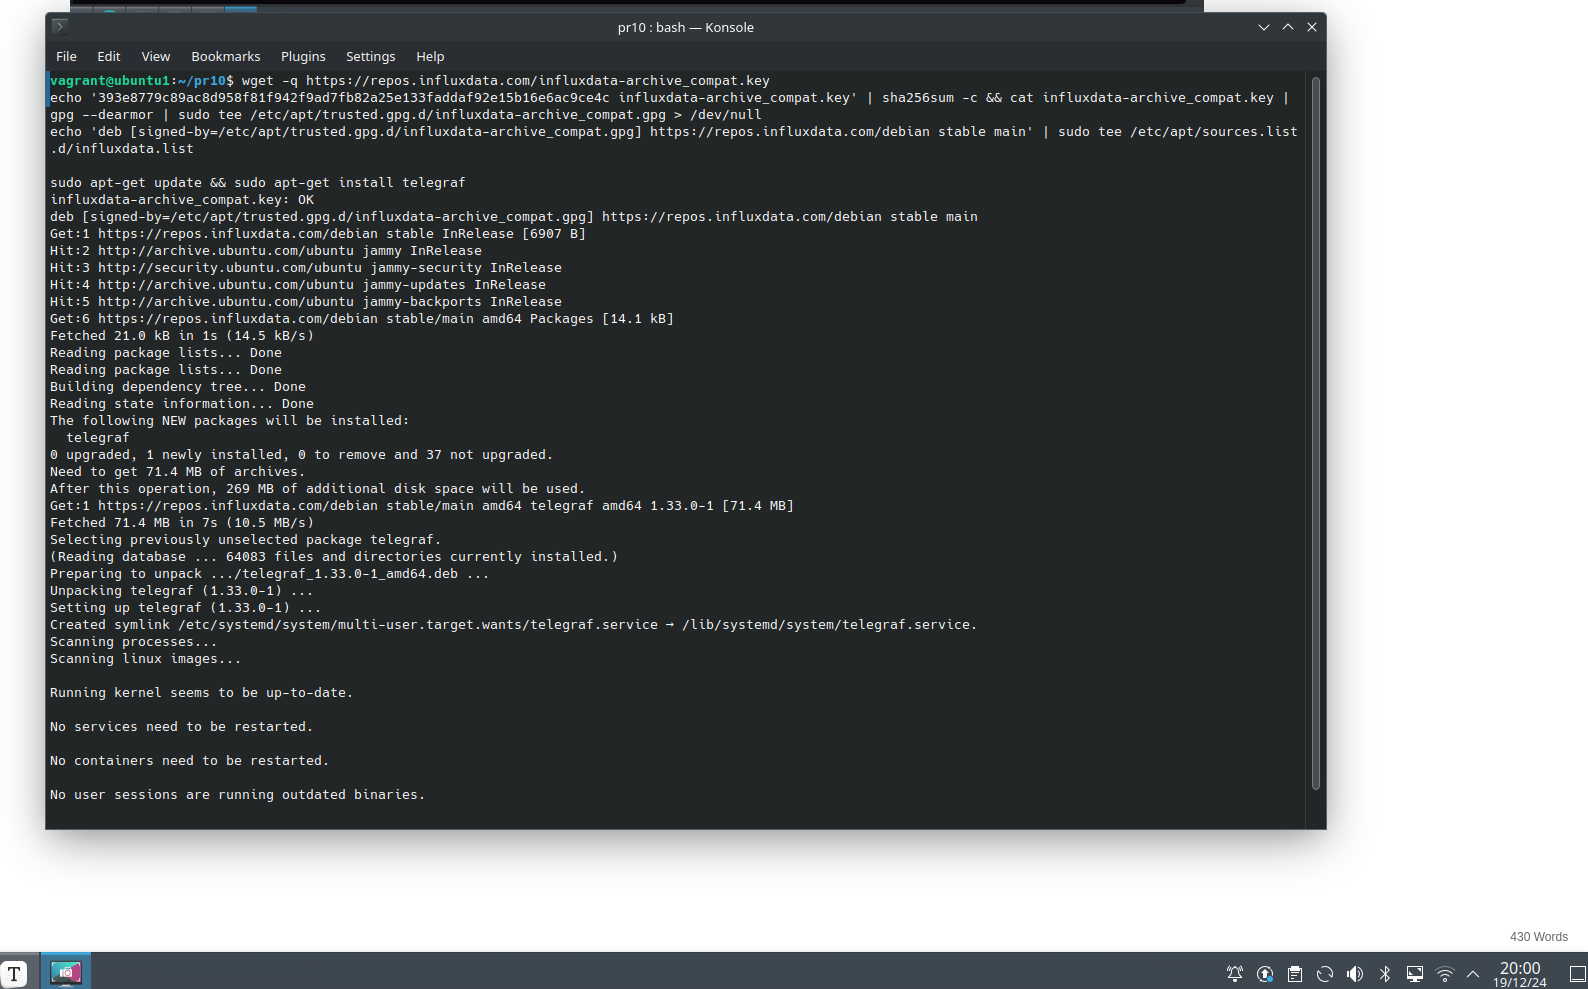 pr10 : bash — Konsole
File Edit View Bookmarks Plugins Settings Help
vagrant@ubuntu1:~/pr10$ wget -q https://repos.influxdata.com/influxdata-archive_compat.key
echo '393e8779c89ac8d958f81f942f9ad7fb82a25e133faddaf92e15b16e6ac9ce4c influxdata-archive_compat.key' | sha256sum -c && cat influxdata-archive_compat.key |
gpg --dearmor | sudo tee /etc/apt/trusted.gpg.d/influxdata-archive_compat.gpg > /dev/null
echo 'deb [signed-by=/etc/apt/trusted.gpg.d/influxdata-archive_compat.gpg] https://repos.influxdata.com/debian stable main' | sudo tee /etc/apt/sources.list
.d/influxdata.list
sudo apt-get update && sudo apt-get install telegraf
influxdata-archive_compat.key: OK
deb [signed-by=/etc/apt/trusted.gpg.d/influxdata-archive_compat.gpg] https://repos.influxdata.com/debian stable main
Get:1 https://repos.influxdata.com/debian stable InRelease [6907 B]
Hit:2 http://archive.ubuntu.com/ubuntu jammy InRelease
Hit:3 http://security.ubuntu.com/ubuntu jammy-security InRelease
Hit:4 http://archive.ubuntu.com/ubuntu jammy-updates InRelease
Hit:5 http://archive.ubuntu.com/ubuntu jammy-backports InRelease
Get:6 https://repos.influxdata.com/debian stable/main amd64 Packages [14.1 kB]
Fetched 21.0 kB in 1s (14.5 kB/s)
Reading package lists... Done
Reading package lists... Done
Building dependency tree... Done
Reading state information... Done
The following NEW packages will be installed:
telegraf
0 upgraded, 1 newly installed, 0 to remove and 37 not upgraded.
Need to get 71.4 MB of archives.
After this operation, 269 MB of additional disk space will be used.
Get:1 https://repos.influxdata.com/debian stable/main amd64 telegraf amd64 1.33.0-1 [71.4 MB]
Fetched 71.4 MB in 7s (10.5 MB/s)
Selecting previously unselected package telegraf.
(Reading database ... 64083 files and directories currently installed.)
Preparing to unpack .../telegraf_1.33.0-1_amd64.deb ...
Unpacking telegraf (1.33.0-1) ...
Setting up telegraf (1.33.0-1) ...
Created symlink /etc/systemd/system/multi-user.target.wants/telegraf.service → /lib/systemd/system/telegraf.service.
Scanning processes...
Scanning linux images...
Running kernel seems to be up-to-date.
No services need to be restarted.
No containers need to be restarted.
No user sessions are running outdated binaries.
430 Words
T
20:00
19/12/24